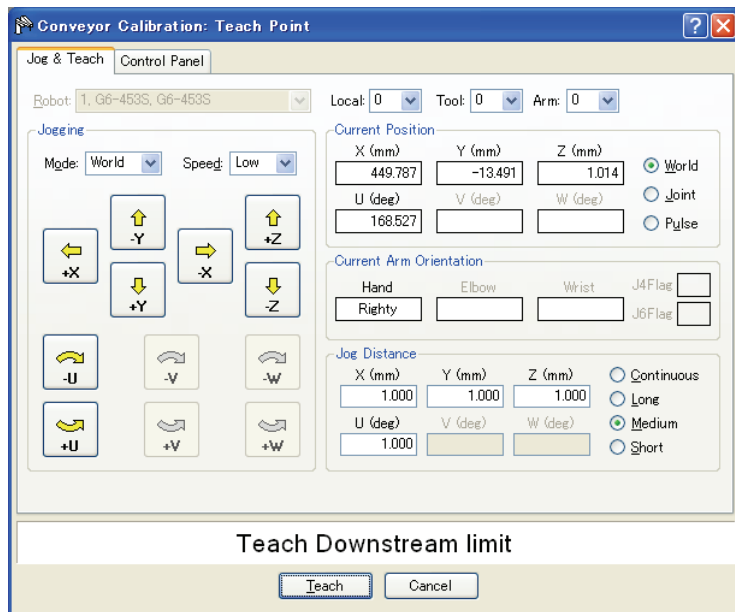 Conveyor Calibration: Teach Point
Jog & Teach Control Panel
Robot: 1, G6-453S, G6-453S Local: 0 Tool: 0 Arm: 0
Jogging
Mode: World Speed: Low
-Y +Z
+X -X
+Y -Z
-U -V -W
+U +V +W
Current Position
X (mm) Y (mm) Z (mm)
449.787 -13.491 1.014
U (deg) V (deg) W (deg)
168.527
World
Joint
Pulse
Current Arm Orientation
Hand Elbow Wrist J4Flag
Righty J6Flag
Jog Distance
X (mm) Y (mm) Z (mm)
1.000 1.000 1.000
U (deg) V (deg) W (deg)
1.000
Continuous
Long
Medium
Short
Teach Downstream limit
Teach Cancel